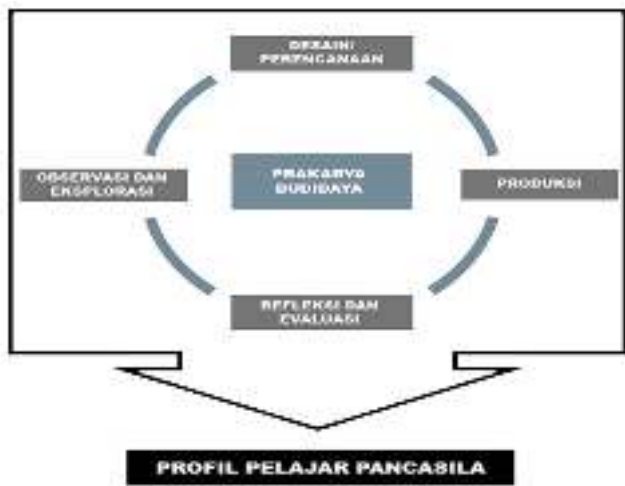 DESAIN/
PERENCANAAN
OBSERVASI DAN
EKSPLORASI
PRAKARYA
BUDIDAYA
PRODUKSI
REFLEKSI DAN
EVALUASI
PROFIL PELAJAR PANCASILA